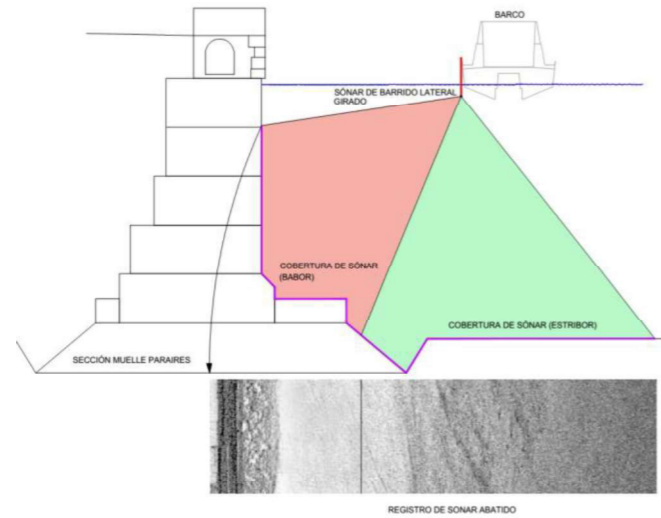 BARCO
SÓNAR DE BARRIDO LATERAL
GIRADO
COBERTURA DE SÓNAR
(BABOR)
COBERTURA DE SÓNAR (ESTRIBOR)
SECCIÓN MUELLE PARAIRES
REGISTRO DE SONAR ABATIDO